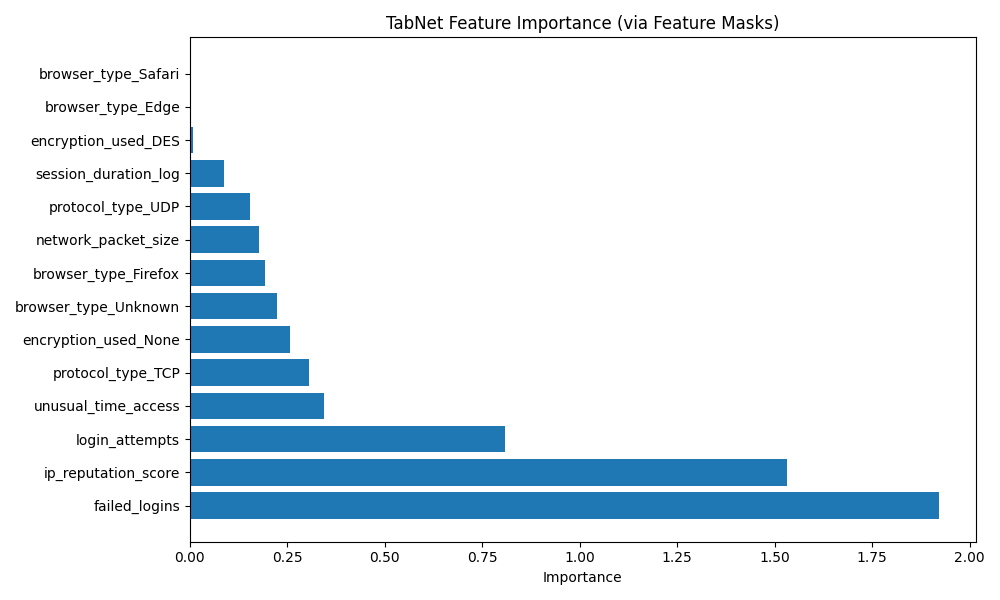 TabNet Feature Importance (via Feature Masks)
browser_type_Safari
browser_type_Edge
encryption_used_DES
session_duration_log
protocol_type_UDP
network_packet_size
browser_type_Firefox
browser_type_Unknown
encryption_used_None
protocol_type_TCP
unusual_time_access
login_attempts
ip_reputation_score
failed_logins
0.00 0.25 0.50 0.75 1.00 1.25 1.50 1.75 2.00
Importance